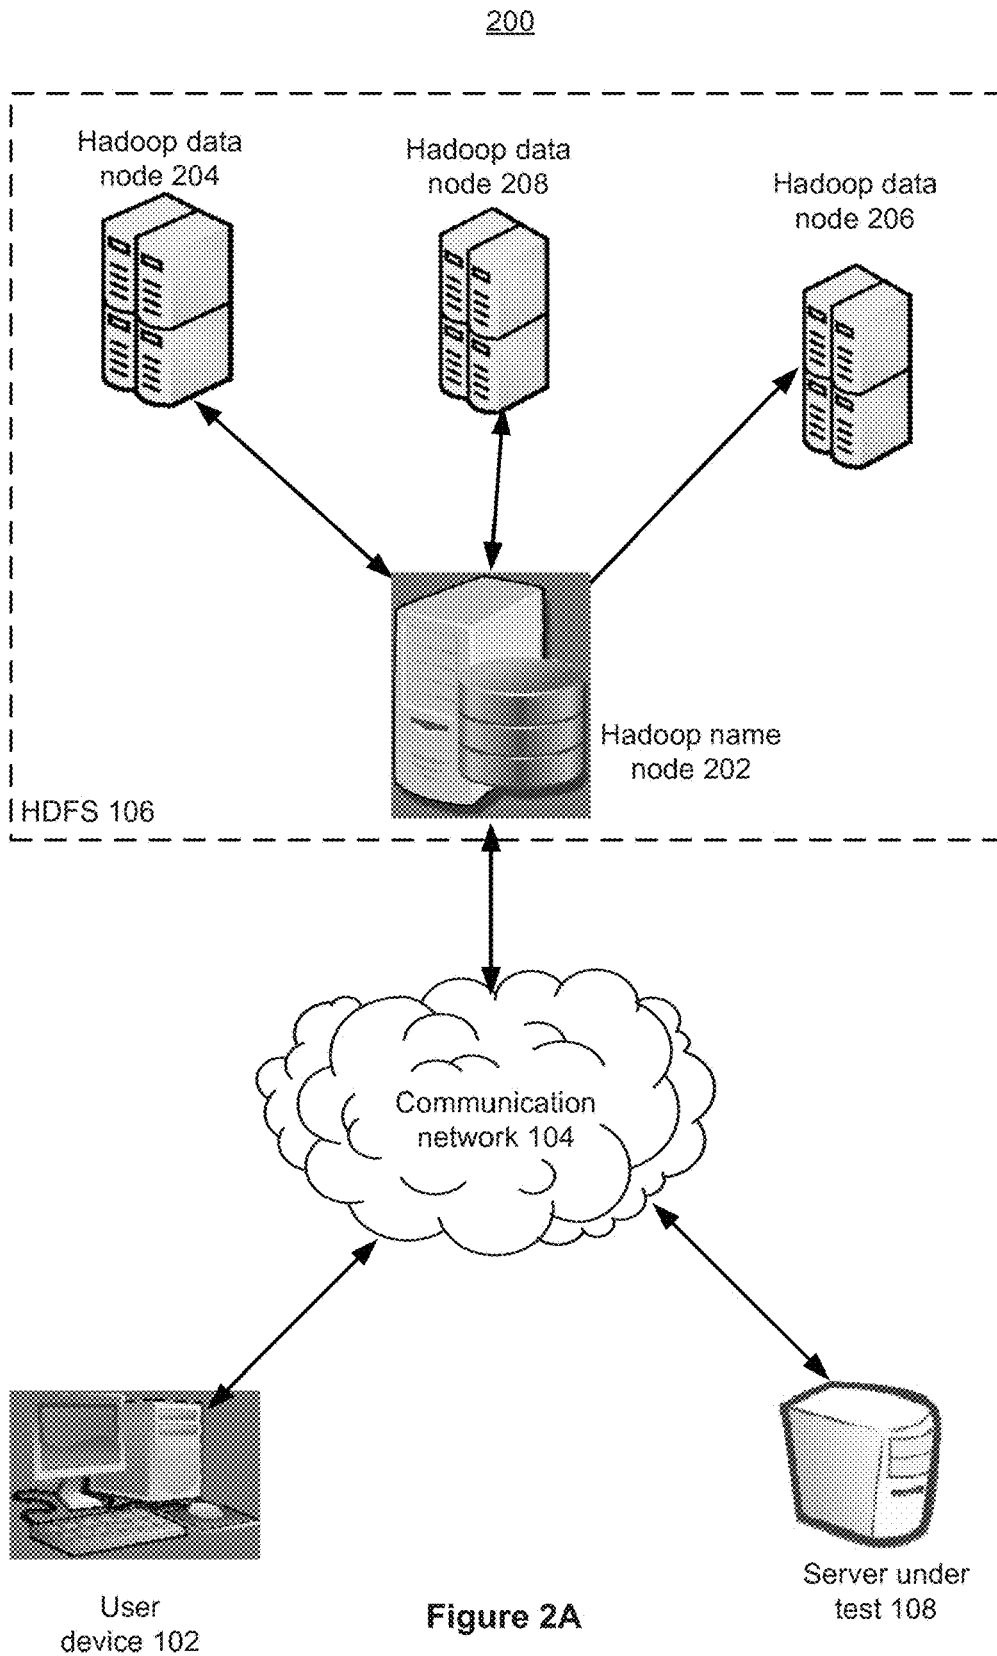 200
Hadoop data
node 204
Hadoop data
node 208
Hadoop data
node 206
Hadoop name
node 202
HDFS 106
Communication
network 104
User
device 102
Figure 2A
Server under
test 108